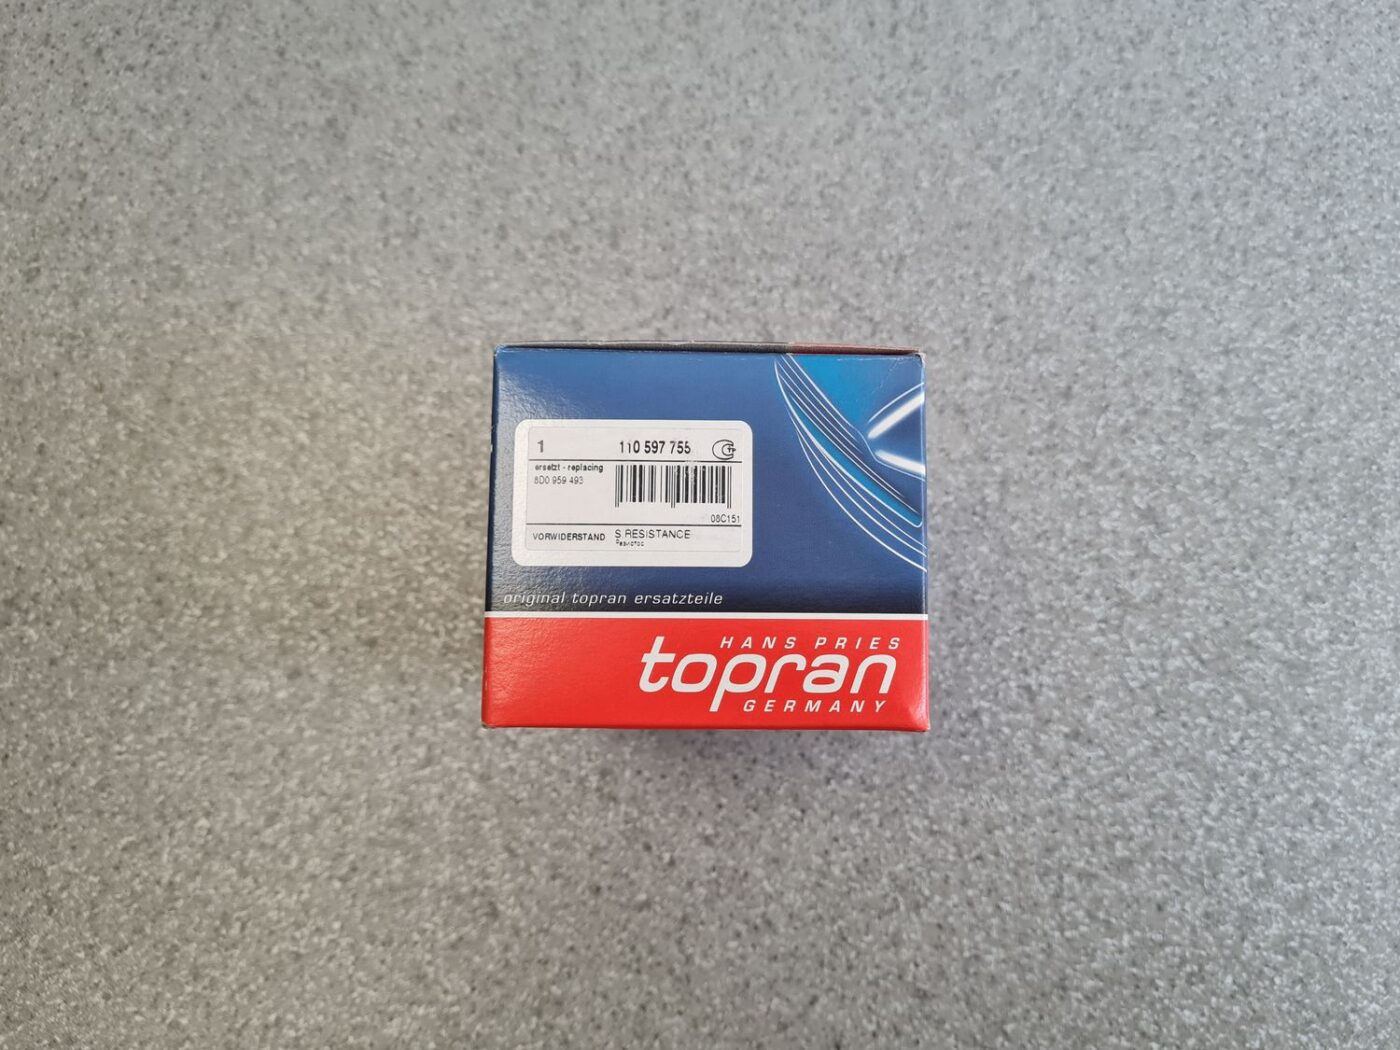 1 110 597 755
ersetzt - replacing
8D0 959 493
08C151
VORWIDERSTAND S.RESISTANCE
Резистор
original topran ersatzteile
HANS PRIES
topran
GERMANY